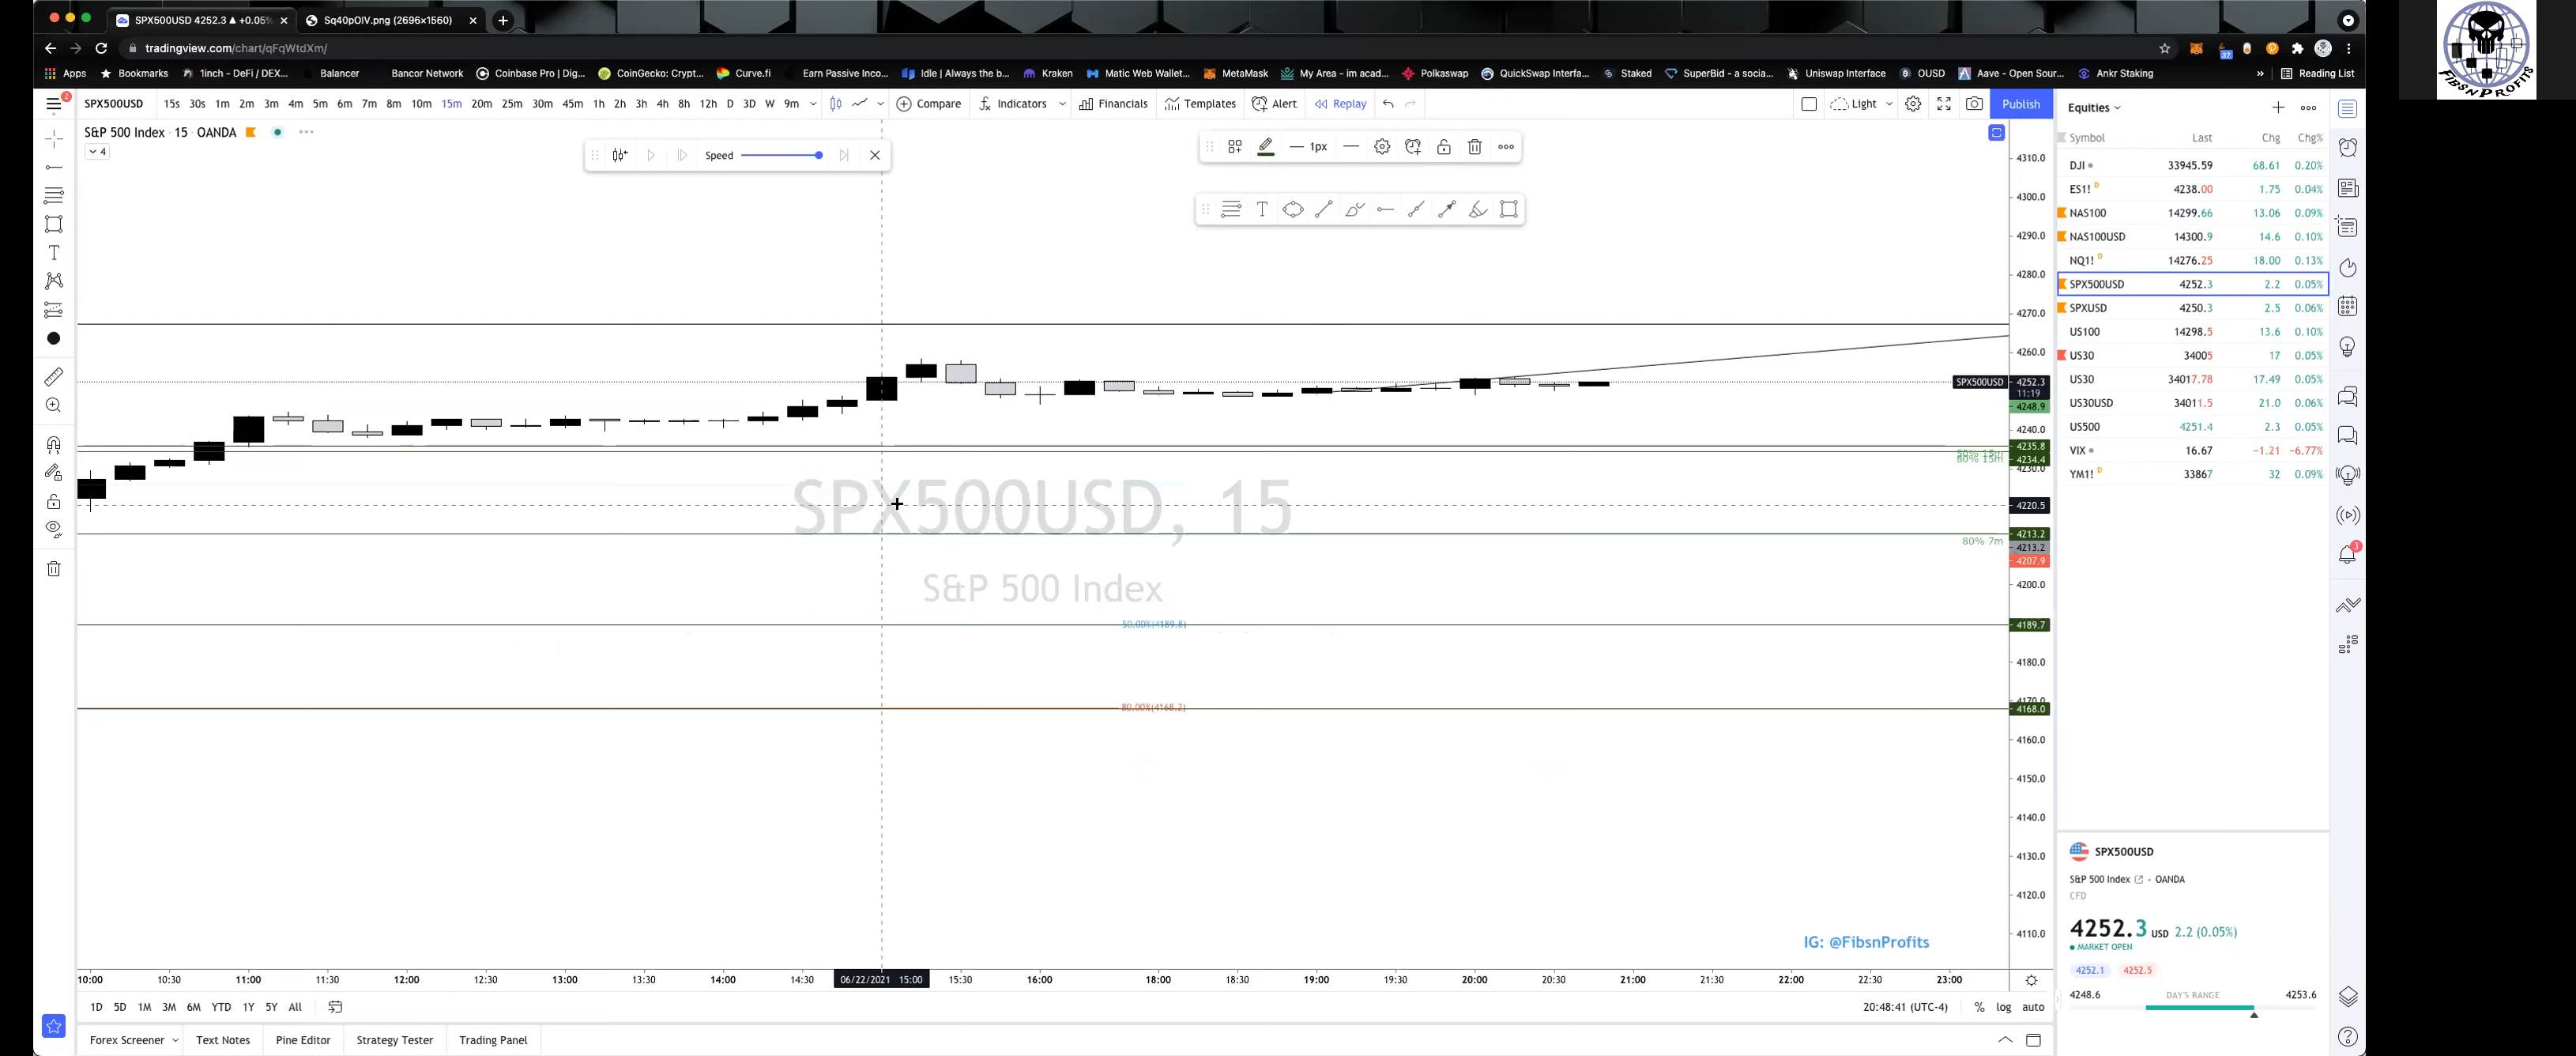 SPX500USD 4252.3 ▲ +0.05%
Sq40pOIV.png (2696×1560)
tradingview.com/chart/qFqWtdXm/
Apps Bookmarks 1inch - DeFi / DEX... Balancer Bancor Network Coinbase Pro | Dig... CoinGecko: Crypt... Curve.fi Earn Passive Inco... Idle | Always the b... Kraken Matic Web Wallet... MetaMask My Area - im acad... Polkaswap QuickSwap Interfa... Staked SuperBid - a socia... Uniswap Interface OUSD Aave - Open Sour... Ankr Staking » Reading List
37
FIBSNPROFITS
2
SPX500USD 15s 30s 1m 2m 3m 4m 5m 6m 7m 8m 10m 15m 20m 25m 30m 45m 1h 2h 3h 4h 8h 12h D 3D W 9m Compare Indicators Financials Templates Alert Replay Light Publish
S&P 500 Index · 15 · OANDA
4
Speed
1px
4310.0
4300.0
4290.0
4280.0
4270.0
4260.0
SPX500USD 4252.3
11:19
4248.9
4240.0
4235.8
80% 15m 4234.4
4230.0
4220.5
4213.2
80% 7m 4213.2
4207.9
4200.0
50.00%(4189.8) 4189.7
4180.0
4170.0
80.00%(4168.2) 4168.0
4160.0
4150.0
4140.0
4130.0
4120.0
4110.0
SPX500USD, 15
S&P 500 Index
IG: @FibsnProfits
10:00 10:30 11:00 11:30 12:00 12:30 13:00 13:30 14:00 14:30 06/22/2021 15:00 15:30 16:00 18:00 18:30 19:00 19:30 20:00 20:30 21:00 21:30 22:00 22:30 23:00
1D 5D 1M 3M 6M YTD 1Y 5Y All 20:48:41 (UTC-4) % log auto
Forex Screener Text Notes Pine Editor Strategy Tester Trading Panel
Equities
Symbol Last Chg Chg%
DJI 33945.59 68.61 0.20%
ES1! D 4238.00 1.75 0.04%
NAS100 14299.66 13.06 0.09%
NAS100USD 14300.9 14.6 0.10%
NQ1! D 14276.25 18.00 0.13%
SPX500USD 4252.3 2.2 0.05%
SPXUSD 4250.3 2.5 0.06%
US100 14298.5 13.6 0.10%
US30 34005 17 0.05%
US30 34017.78 17.49 0.05%
US30USD 34011.5 21.0 0.06%
US500 4251.4 2.3 0.05%
VIX 16.67 −1.21 −6.77%
YM1! D 33867 32 0.09%
3
SPX500USD
S&P 500 Index · OANDA
CFD
4252.3 USD 2.2 (0.05%)
MARKET OPEN
4252.1 4252.5
4248.6 DAY'S RANGE 4253.6